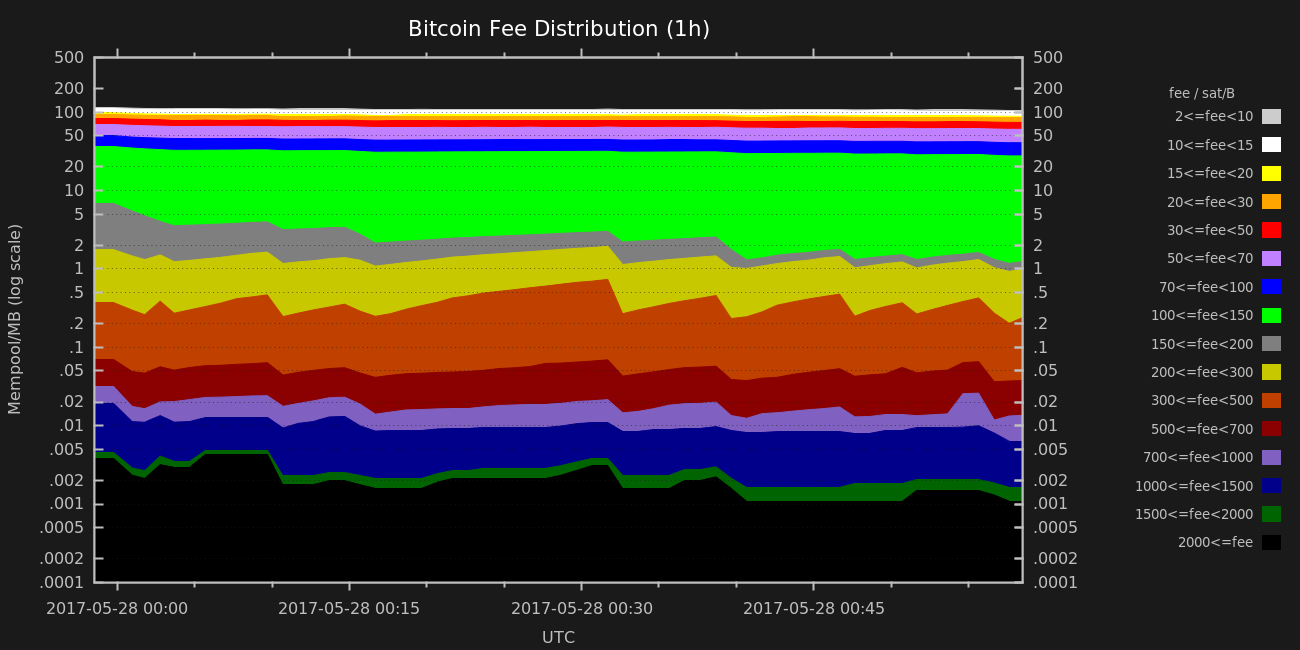 Bitcoin Fee Distribution (1h)
500 500
200 200
100 100
50 50
20 20
10 10
5 5
2 2
1 1
.5 .5
.2 .2
.1 .1
.05 .05
.02 .02
.01 .01
.005 .005
.002 .002
.001 .001
.0005 .0005
.0002 .0002
.0001 .0001
Mempool/MB (log scale)
2017-05-28 00:00 2017-05-28 00:15 2017-05-28 00:30 2017-05-28 00:45
UTC
fee / sat/B
2<=fee<10
10<=fee<15
15<=fee<20
20<=fee<30
30<=fee<50
50<=fee<70
70<=fee<100
100<=fee<150
150<=fee<200
200<=fee<300
300<=fee<500
500<=fee<700
700<=fee<1000
1000<=fee<1500
1500<=fee<2000
2000<=fee